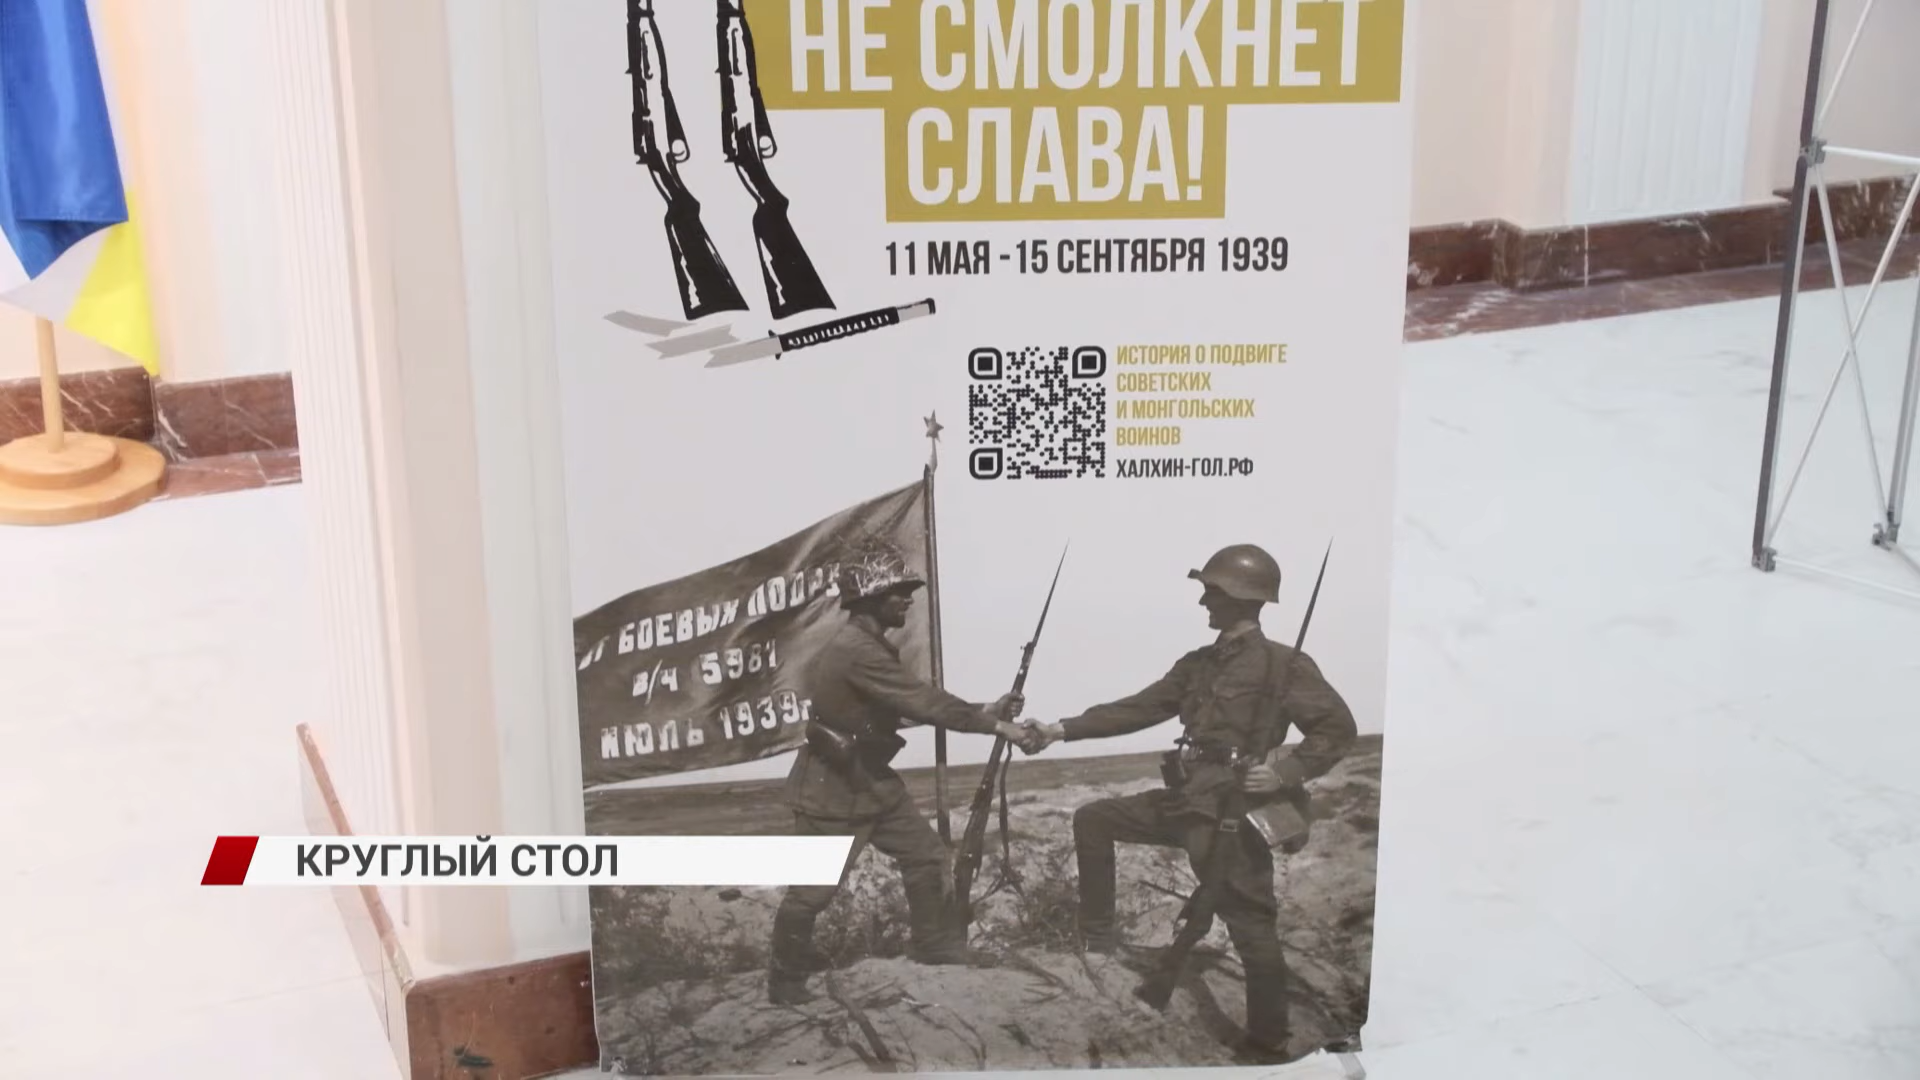 НЕ СМОЛКНЕТ
СЛАВА!
11 МАЯ - 15 СЕНТЯБРЯ 1939
ИСТОРИЯ О ПОДВИГЕ
СОВЕТСКИХ
И МОНГОЛЬСКИХ
ВОИНОВ
ХАЛХИН-ГОЛ.РФ
БОЕВЫХ
В/Ч 5981
ИЮЛЬ 1939г
КРУГЛЫЙ СТОЛ